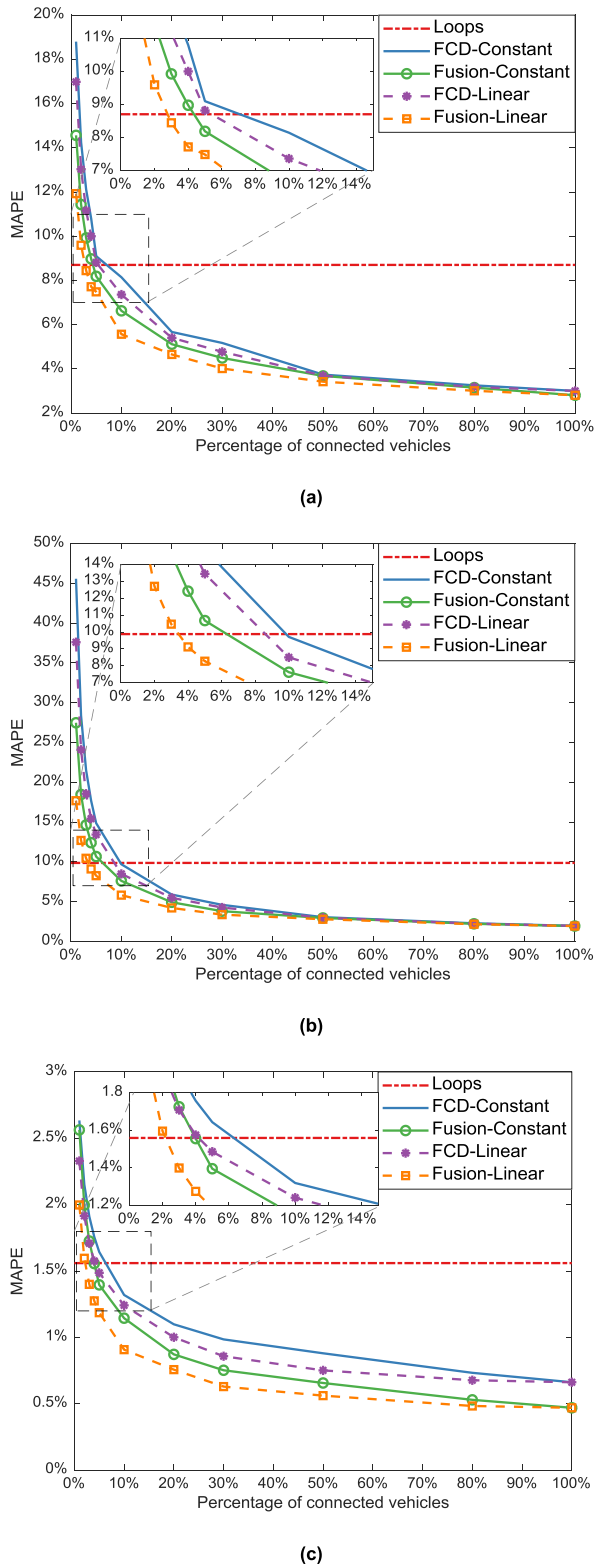 20%
18%
16%
14%
12%
10%
8%
6%
4%
2%
MAPE
11%
10%
9%
8%
7%
0% 2% 4% 6% 8% 10% 12% 14%
Loops
FCD-Constant
Fusion-Constant
FCD-Linear
Fusion-Linear
0% 10% 20% 30% 40% 50% 60% 70% 80% 90% 100%
Percentage of connected vehicles
(a)
50%
45%
40%
35%
30%
25%
20%
15%
10%
5%
0%
MAPE
14%
13%
12%
11%
10%
9%
8%
7%
0% 2% 4% 6% 8% 10% 12% 14%
Loops
FCD-Constant
Fusion-Constant
FCD-Linear
Fusion-Linear
0% 10% 20% 30% 40% 50% 60% 70% 80% 90% 100%
Percentage of connected vehicles
(b)
3%
2.5%
2%
1.5%
1%
0.5%
0%
MAPE
1.8
1.6%
1.4%
1.2%
0% 2% 4% 6% 8% 10% 12% 14%
Loops
FCD-Constant
Fusion-Constant
FCD-Linear
Fusion-Linear
0% 10% 20% 30% 40% 50% 60% 70% 80% 90% 100%
Percentage of connected vehicles
(c)